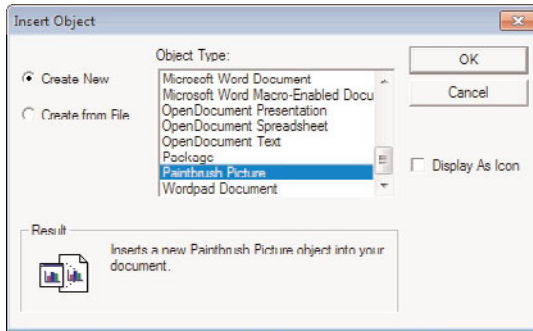 Insert Object
Object Type:
Create New
Create from File
Microsoft Word Document
Microsoft Word Macro-Enabled Docu
OpenDocument Presentation
OpenDocument Spreadsheet
OpenDocument Text
Package
Paintbrush Picture
Wordpad Document
OK
Cancel
Display As Icon
Result
Inserts a new Paintbrush Picture object into your
document.